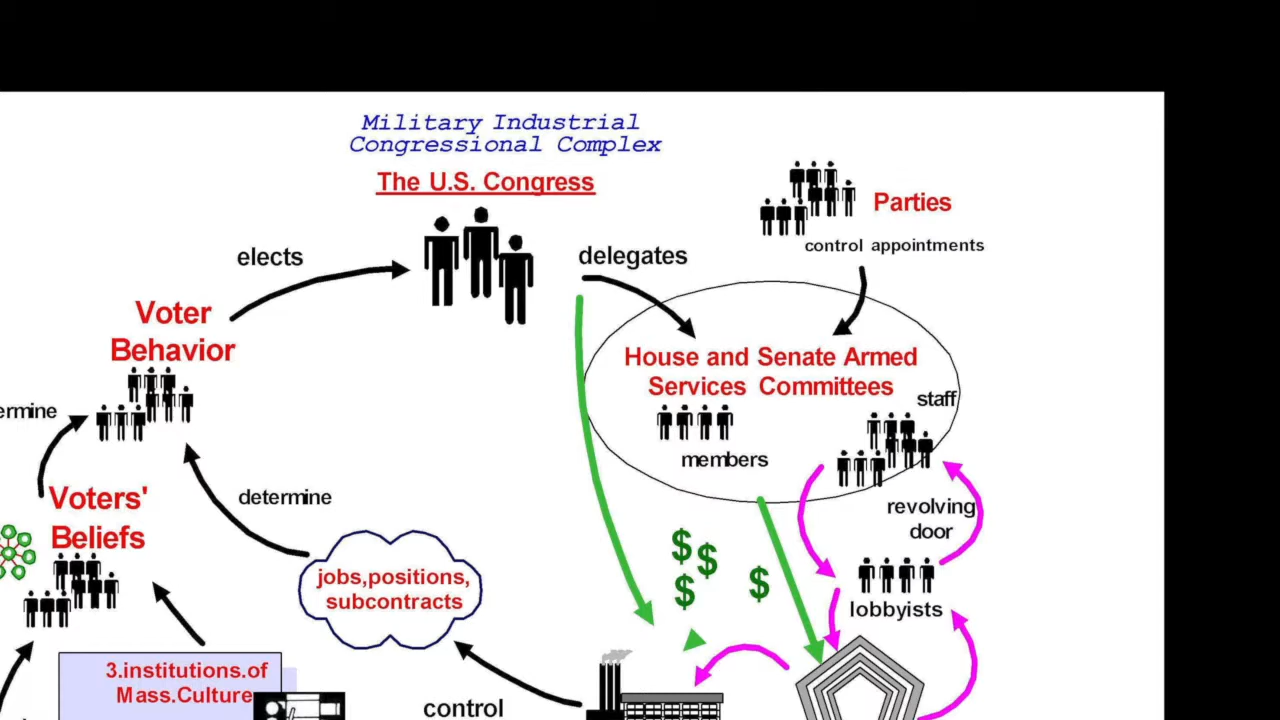 Military Industrial
Congressional Complex
The U.S. Congress
Parties
control appointments
elects
delegates
Voter
Behavior
House and Senate Armed
Services Committees
staff
ermine
members
Voters'
Beliefs
determine
revolving
door
$
$
$
$
jobs,positions,
subcontracts
lobbyists
3.institutions.of
Mass.Culture
control